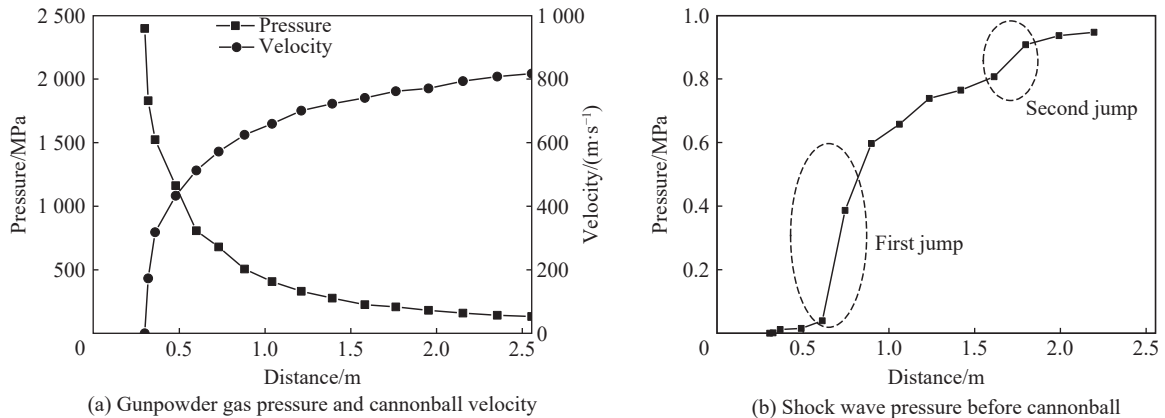 2 500
2 000
1 500
1 000
500
0
Pressure/MPa
Pressure
Velocity
1 000
800
600
400
200
0
Velocity/(m·s⁻¹)
0.5
1.0
1.5
2.0
2.5
Distance/m
(a) Gunpowder gas pressure and cannonball velocity
1.0
0.8
0.6
0.4
0.2
0
Pressure/MPa
Second jump
First jump
0.5
1.0
1.5
2.0
2.5
Distance/m
(b) Shock wave pressure before cannonball